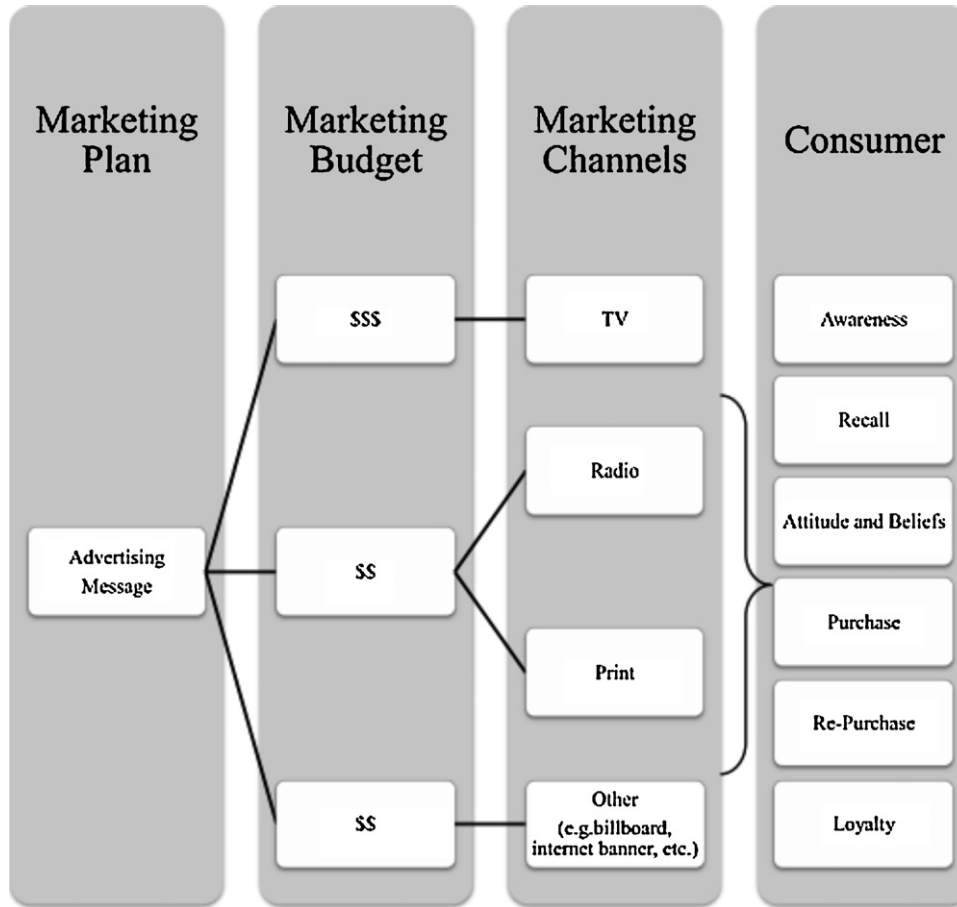 Marketing
Plan
Marketing
Budget
Marketing
Channels
Consumer
$$$
TV
Awareness
Recall
Radio
Attitude and Beliefs
Advertising
Message
$$
Purchase
Print
Re-Purchase
$$
Other
(e.g.billboard,
internet banner, etc.)
Loyalty